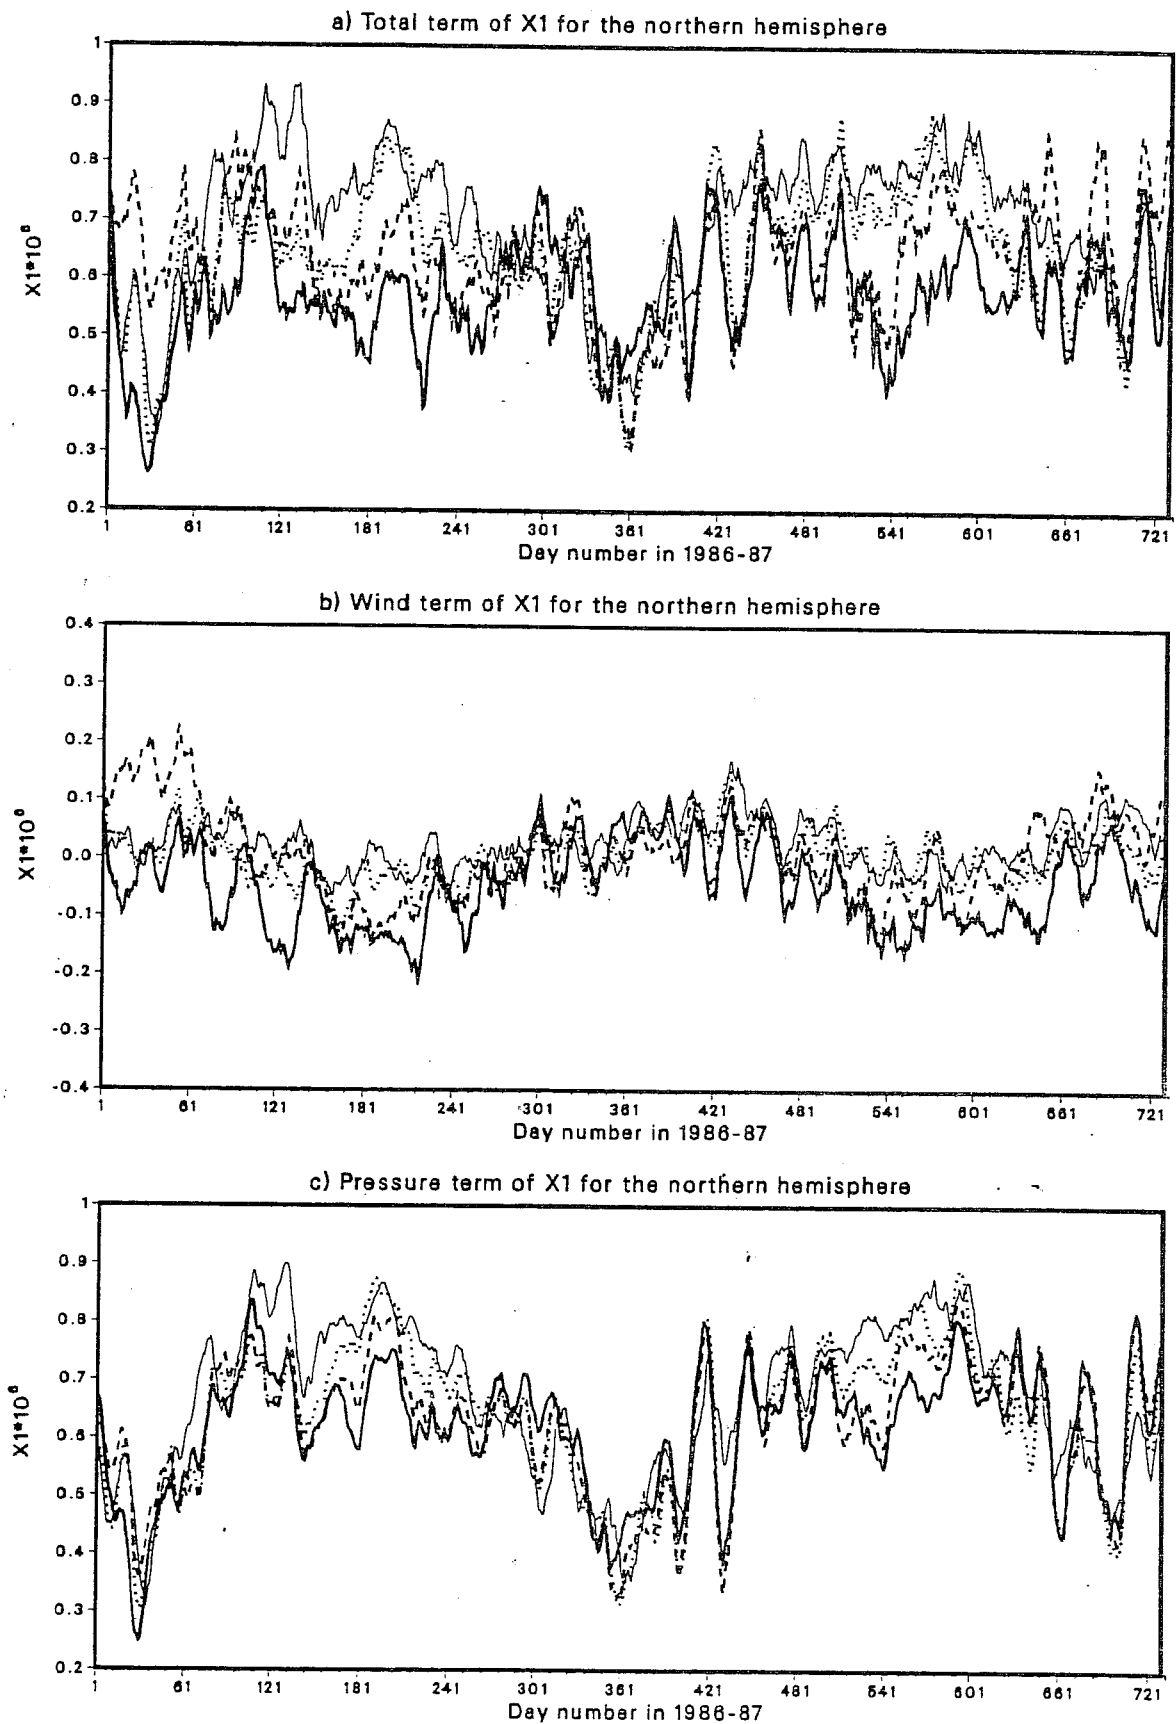 a) Total term of X1 for the northern hemisphere
1
0.9
0.8
0.7
0.6
0.5
0.4
0.3
0.2
X1*10⁶
1 61 121 181 241 301 361 421 481 541 601 661 721
Day number in 1986-87
b) Wind term of X1 for the northern hemisphere
0.4
0.3
0.2
0.1
0.0
-0.1
-0.2
-0.3
-0.4
X1*10⁶
1 61 121 181 241 301 361 421 481 541 601 661 721
Day number in 1986-87
c) Pressure term of X1 for the northern hemisphere
1
0.9
0.8
0.7
0.6
0.5
0.4
0.3
0.2
X1*10⁶
1 61 121 181 241 301 361 421 481 541 601 661 721
Day number in 1986-87